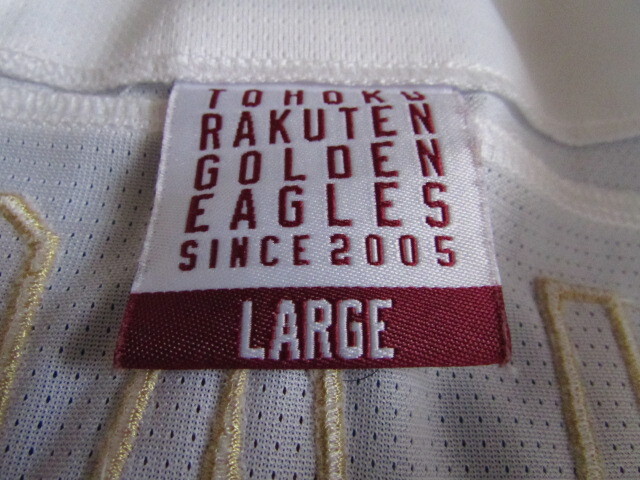 TOHOKU
RAKUTEN
GOLDEN
EAGLES
SINCE 2005
LARGE